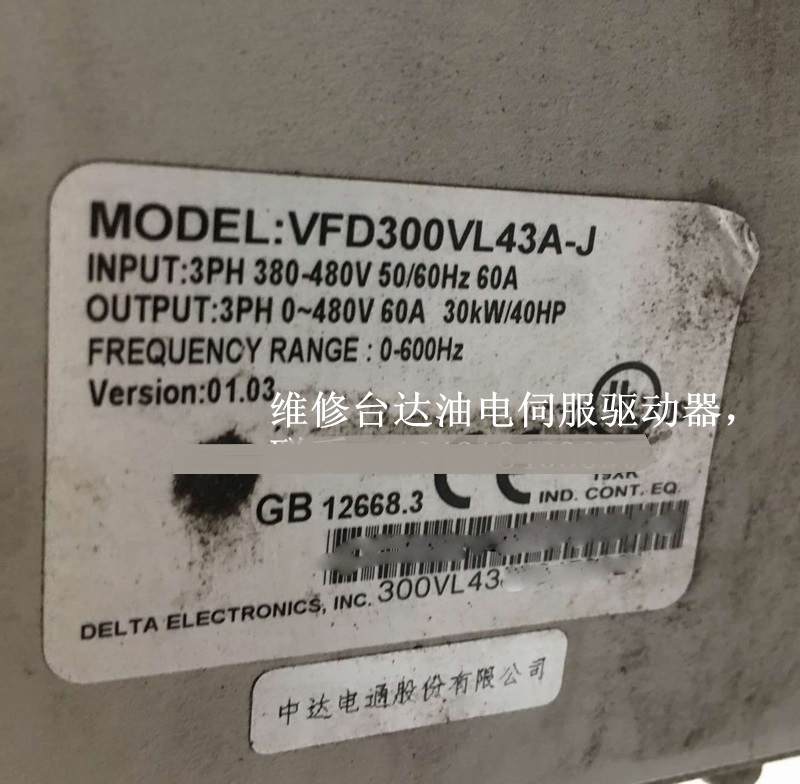 MODEL:VFD300VL43A-J
INPUT:3PH 380-480V 50/60Hz 60A
OUTPUT:3PH 0~480V 60A 30kW/40HP
FREQUENCY RANGE : 0-600Hz
Version:01.03
维修台达油电伺服驱动器，
19XR
GB 12668.3
IND. CONT. EQ.
300VL43
DELTA ELECTRONICS, INC.
中达电通股份有限公司